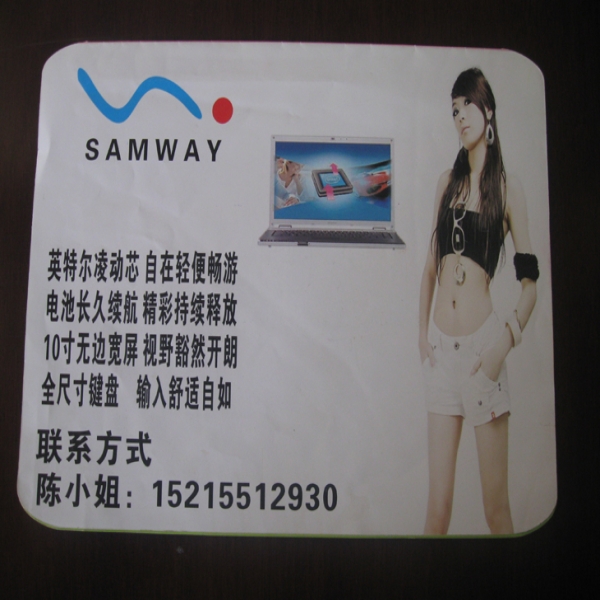 SAMWAY
英特尔凌动芯 自在轻便畅游
电池长久续航 精彩持续释放
10寸无边宽屏 视野豁然开朗
全尺寸键盘 输入舒适自如
联系方式
陈小姐：15215512930